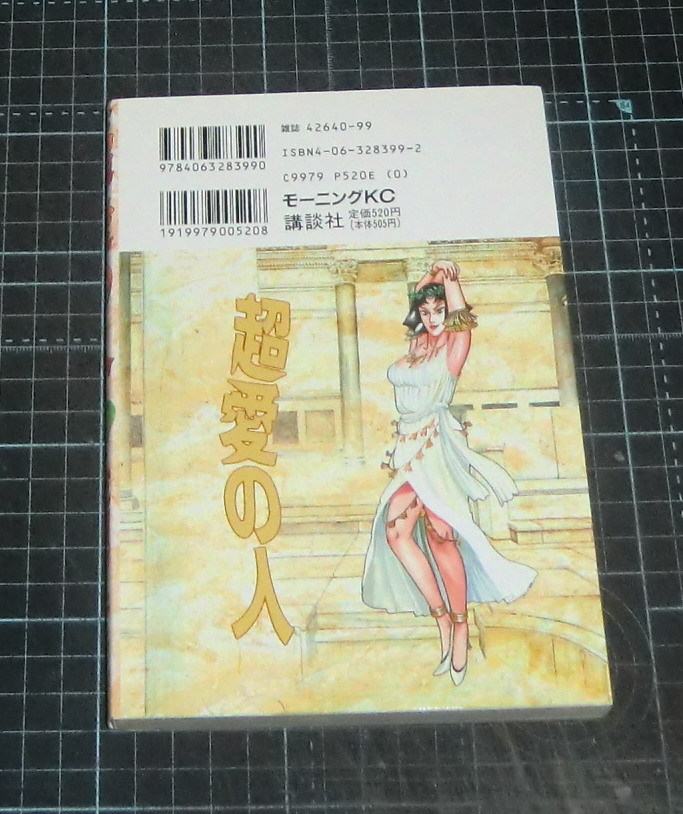 雑誌 42640-99
9784063283990
ISBN4-06-328399-2
C9979 P520E (0)
1919979005208
モーニングKC
講談社 定価520円
(本体505円)
超愛の人